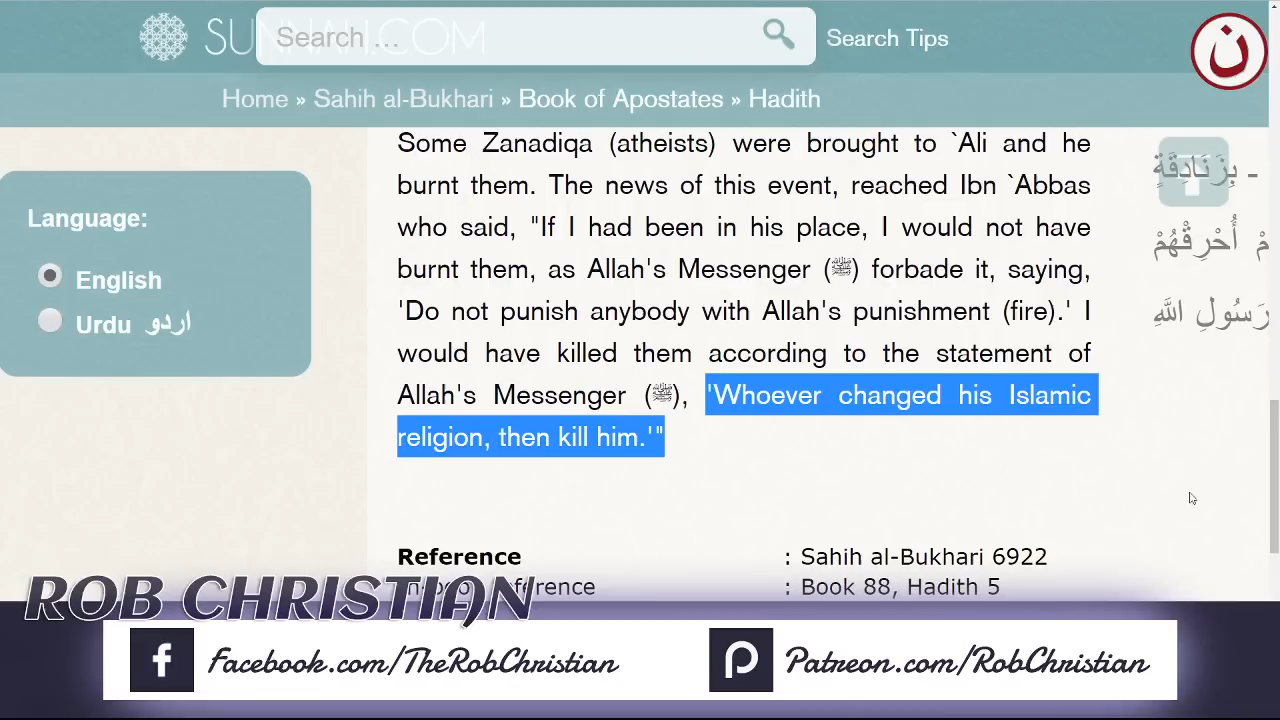 SUNNAH.COM
Search ...
Search Tips
ن
Home » Sahih al-Bukhari » Book of Apostates » Hadith
Language:
English
Urdu اردو
Some Zanadiqa (atheists) were brought to `Ali and he
burnt them. The news of this event, reached Ibn `Abbas
who said, "If I had been in his place, I would not have
burnt them, as Allah's Messenger (ﷺ) forbade it, saying,
'Do not punish anybody with Allah's punishment (fire).' I
would have killed them according to the statement of
Allah's Messenger (ﷺ), 'Whoever changed his Islamic
religion, then kill him.'"
- بِزَنَادِقَةٍ
مْ أُحْرِقْهُمْ
رَسُولِ اللَّهِ
Reference : Sahih al-Bukhari 6922
: Book 88, Hadith 5
ROB CHRISTIAN
Facebook.com/TheRobChristian
Patreon.com/RobChristian